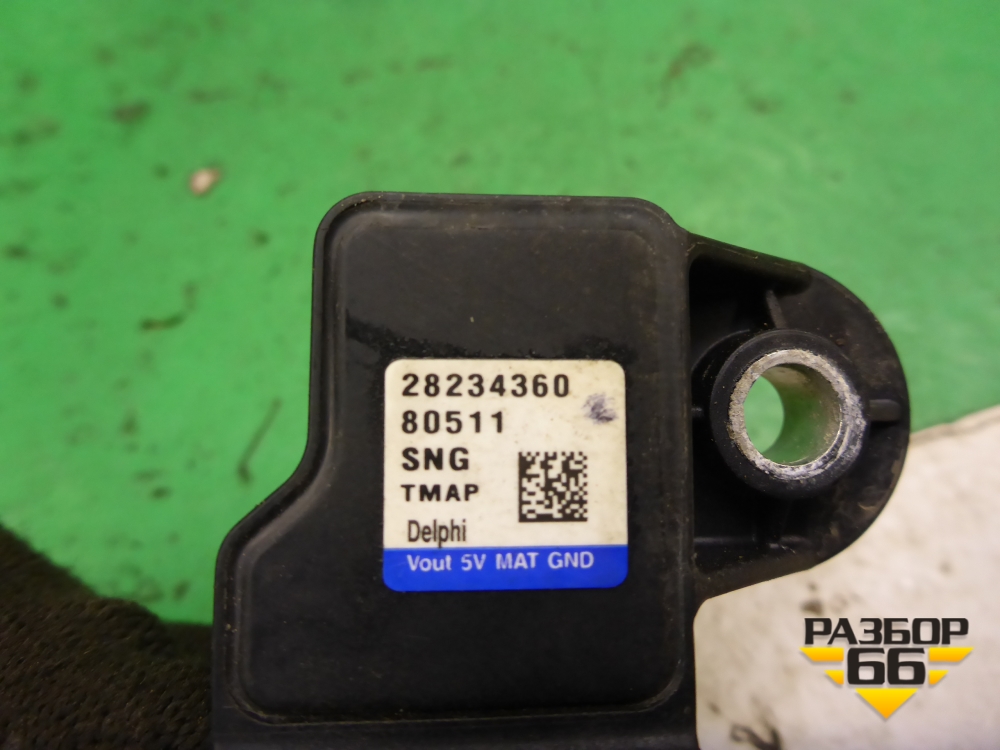 28234360
80511
SNG
TMAP
Delphi
Vout 5V MAT GND
РАЗБОР
66